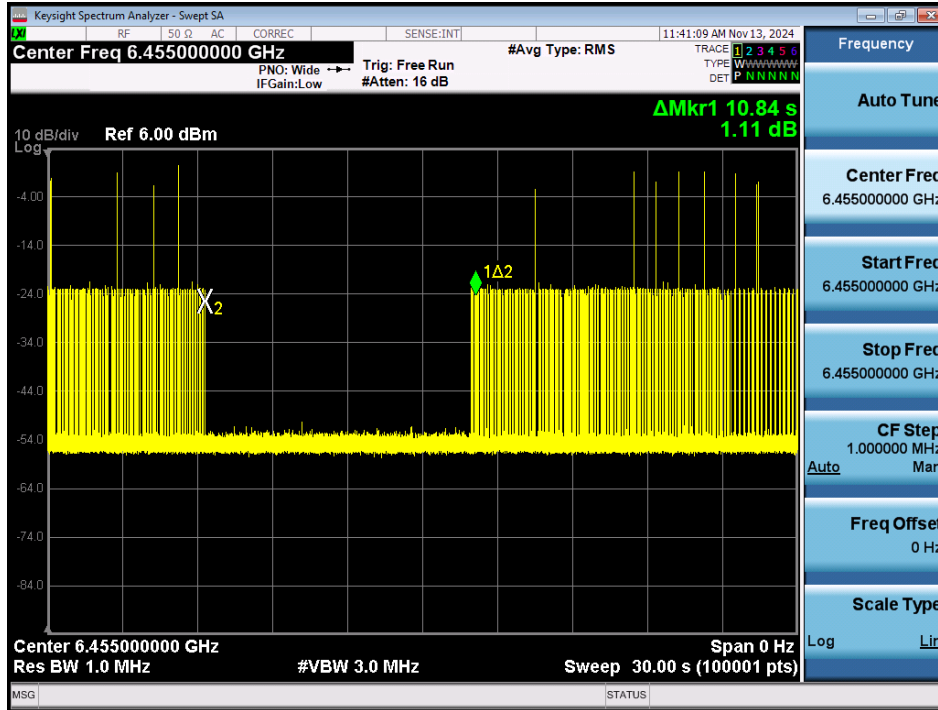 Keysight Spectrum Analyzer - Swept SA
LXI RF 50 Ω AC CORREC SENSE:INT 11:41:09 AM Nov 13, 2024
Center Freq 6.455000000 GHz
PNO: Wide
IFGain:Low
Trig: Free Run
#Atten: 16 dB
#Avg Type: RMS
TRACE 1 2 3 4 5 6
TYPE WWWWWW
DET P N N N N N
ΔMkr1 10.84 s
1.11 dB
10 dB/div Ref 6.00 dBm
Log
-4.00
-14.0
-24.0
-34.0
-44.0
-54.0
-64.0
-74.0
-84.0
1Δ2
X2
Center 6.455000000 GHz Span 0 Hz
Res BW 1.0 MHz #VBW 3.0 MHz Sweep 30.00 s (100001 pts)
MSG STATUS
Frequency
Auto Tune
Center Freq
6.455000000 GHz
Start Freq
6.455000000 GHz
Stop Freq
6.455000000 GHz
CF Step
1.000000 MHz
Auto Man
Freq Offset
0 Hz
Scale Type
Log Lin